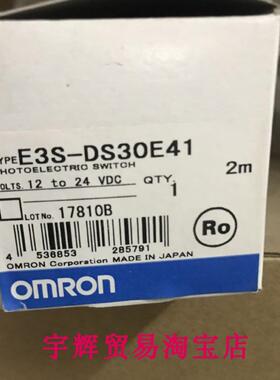 TYPE E3S-DS30E41
PHOTOELECTRIC SWITCH 2m
VOLTS. 12 to 24 VDC QTY. 1
LOT No. 17810B
Ro
4 536853 285791
OMRON Corporation MADE IN JAPAN
OMRON
宇辉贸易淘宝店